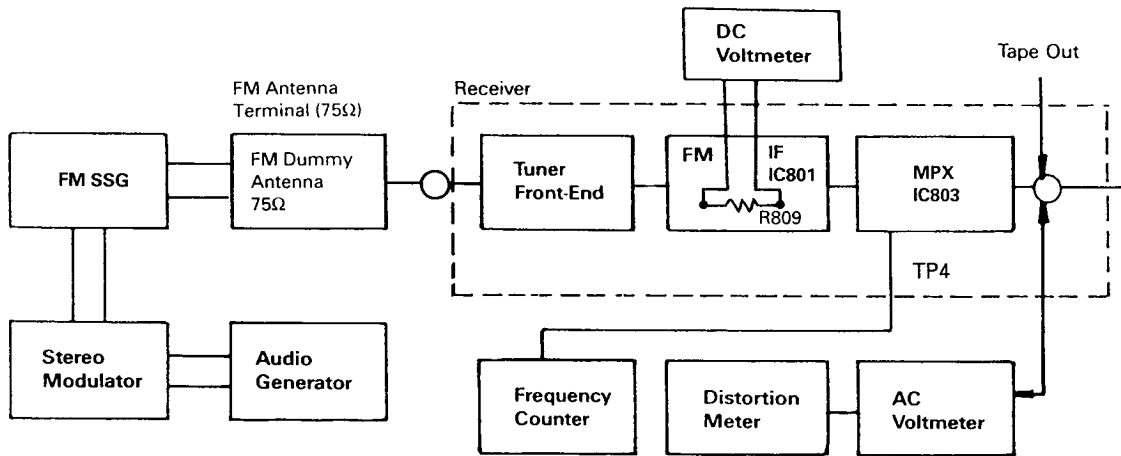 DC
Voltmeter
Tape Out
FM Antenna
Terminal (75Ω)
Receiver
FM SSG
FM Dummy
Antenna
75Ω
Tuner
Front-End
FM
IF
IC801
R809
MPX
IC803
TP4
Stereo
Modulator
Audio
Generator
Frequency
Counter
Distortion
Meter
AC
Voltmeter